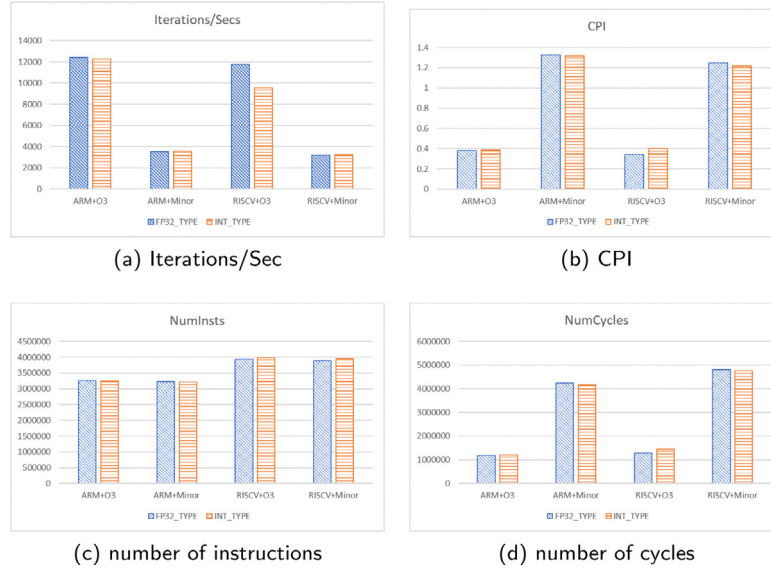 Iterations/Secs
14000
12000
10000
8000
6000
4000
2000
0
ARM+O3 ARM+Minor RISCV+O3 RISCV+Minor
FP32_TYPE INT_TYPE
(a) Iterations/Sec
CPI
1.4
1.2
1
0.8
0.6
0.4
0.2
0
ARM+O3 ARM+Minor RISCV+O3 RISCV+Minor
FP32_TYPE INT_TYPE
(b) CPI
NumInsts
4500000
4000000
3500000
3000000
2500000
2000000
1500000
1000000
500000
0
ARM+O3 ARM+Minor RISCV+O3 RISCV+Minor
FP32_TYPE INT_TYPE
(c) number of instructions
NumCycles
6000000
5000000
4000000
3000000
2000000
1000000
0
ARM+O3 ARM+Minor RISCV+O3 RISCV+Minor
FP32_TYPE INT_TYPE
(d) number of cycles